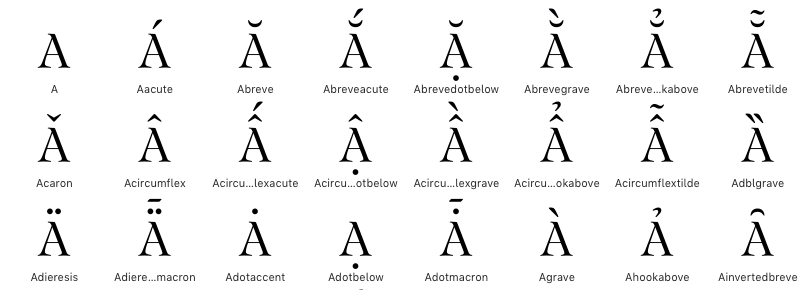 A Á Ă Ắ Ặ Ằ Ẳ Ẵ
A Aacute Abreve Abreveacute Abrevedotbelow Abrevegrave Abreve...kabove Abrevetilde
Ǎ Â Ấ Ậ Ầ Ẩ Ẫ Ȁ
Acaron Acircumflex Acircu...lexacute Acircu...otbelow Acircu...lexgrave Acircu...okabove Acircumflextilde Adblgrave
Ä Ǟ Ȧ Ạ Ǡ À Ả Ȃ
Adieresis Adiere...macron Adotaccent Adotbelow Adotmacron Agrave Ahookabove Ainvertedbreve